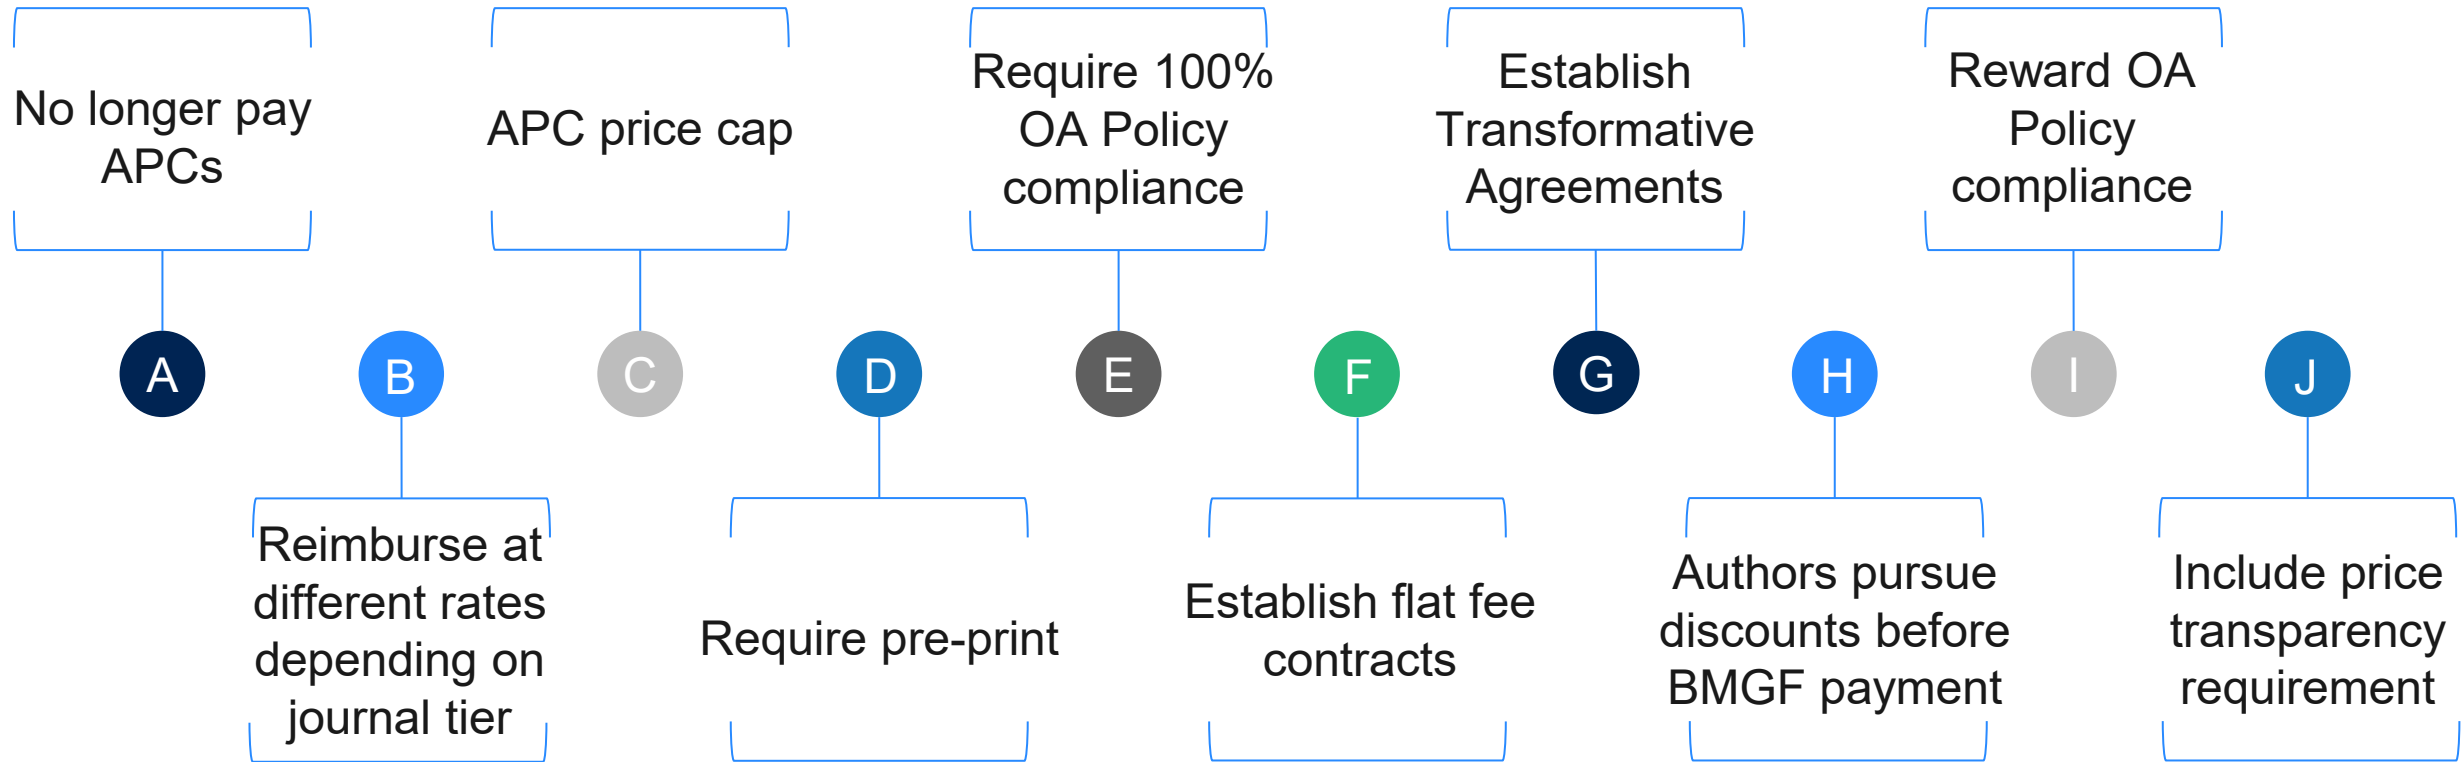 No longer pay
APCs
APC price cap
Require 100%
OA Policy
compliance
Establish
Transformative
Agreements
Reward OA
Policy
compliance
A
B
C
D
E
F
G
H
I
J
Reimburse at
different rates
depending on
journal tier
Require pre-print
Establish flat fee
contracts
Authors pursue
discounts before
BMGF payment
Include price
transparency
requirement